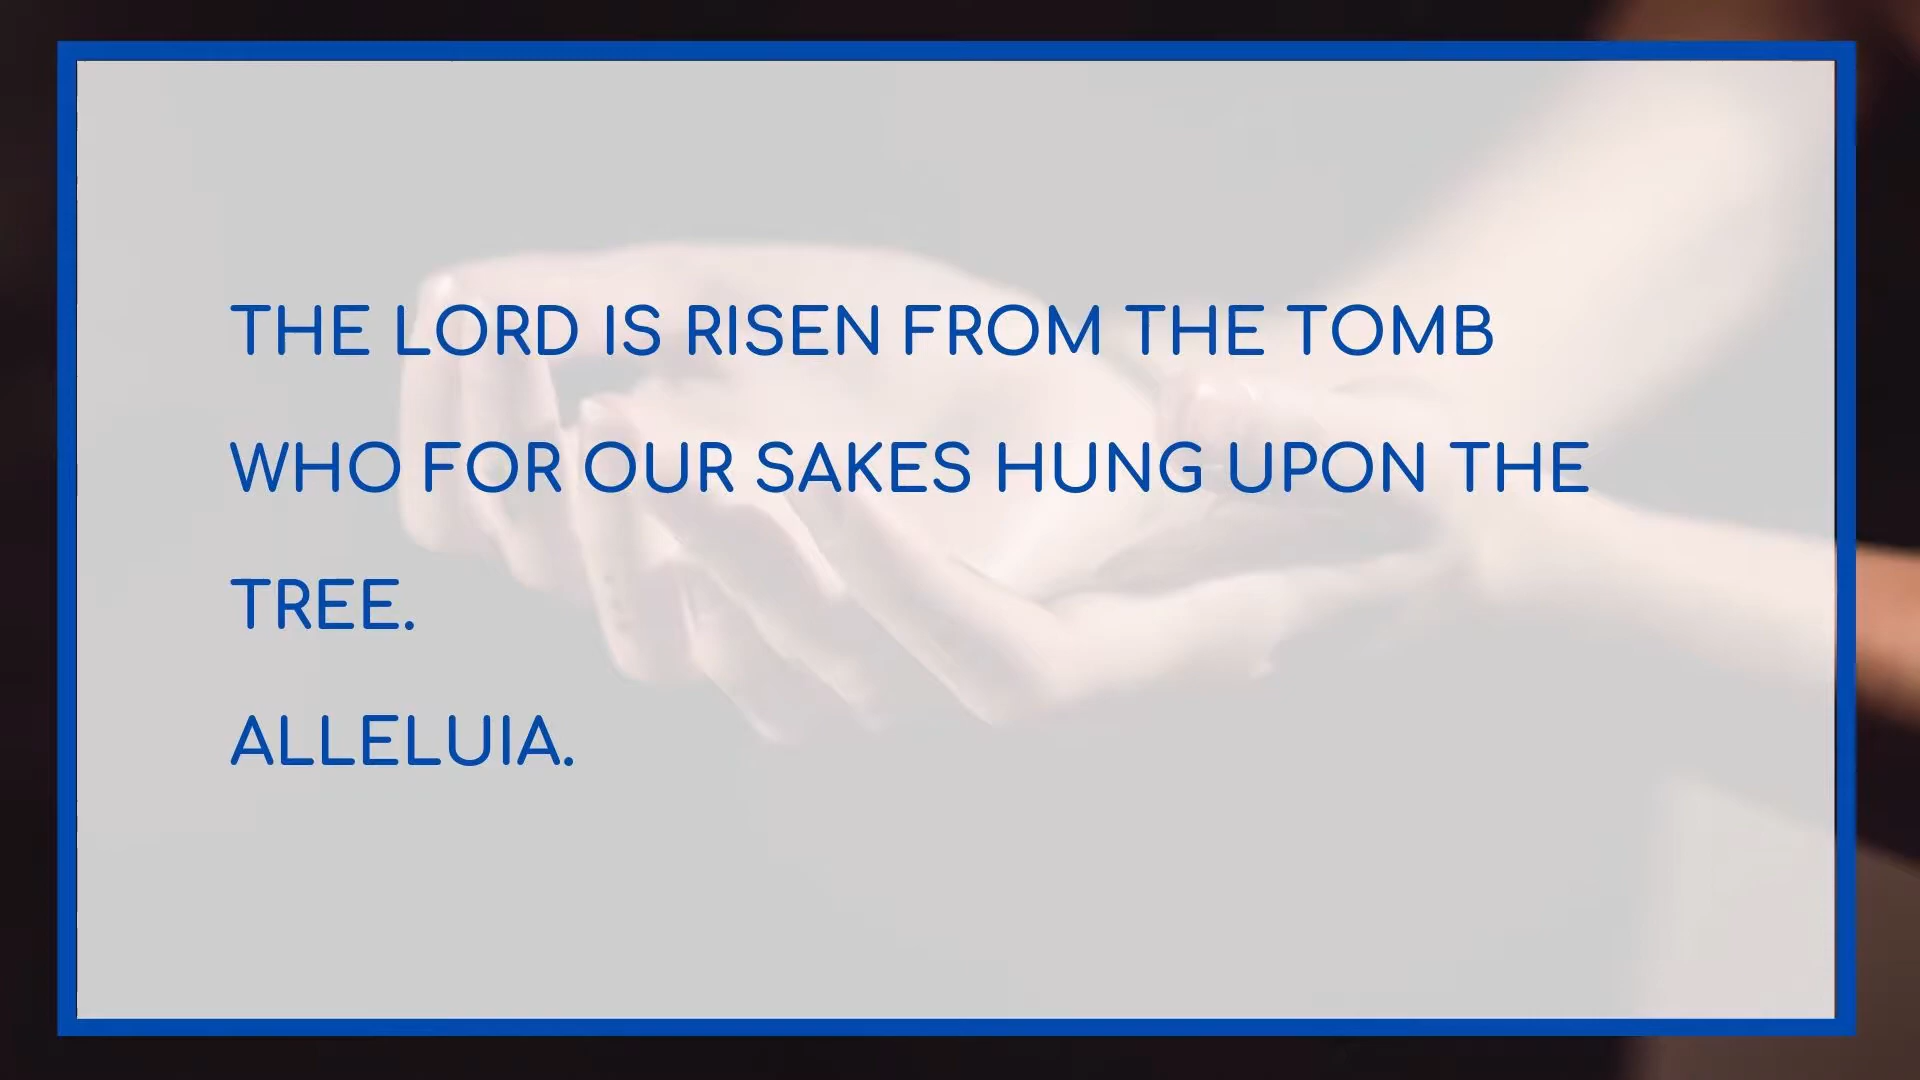 THE LORD IS RISEN FROM THE TOMB
WHO FOR OUR SAKES HUNG UPON THE
TREE.
ALLELUIA.